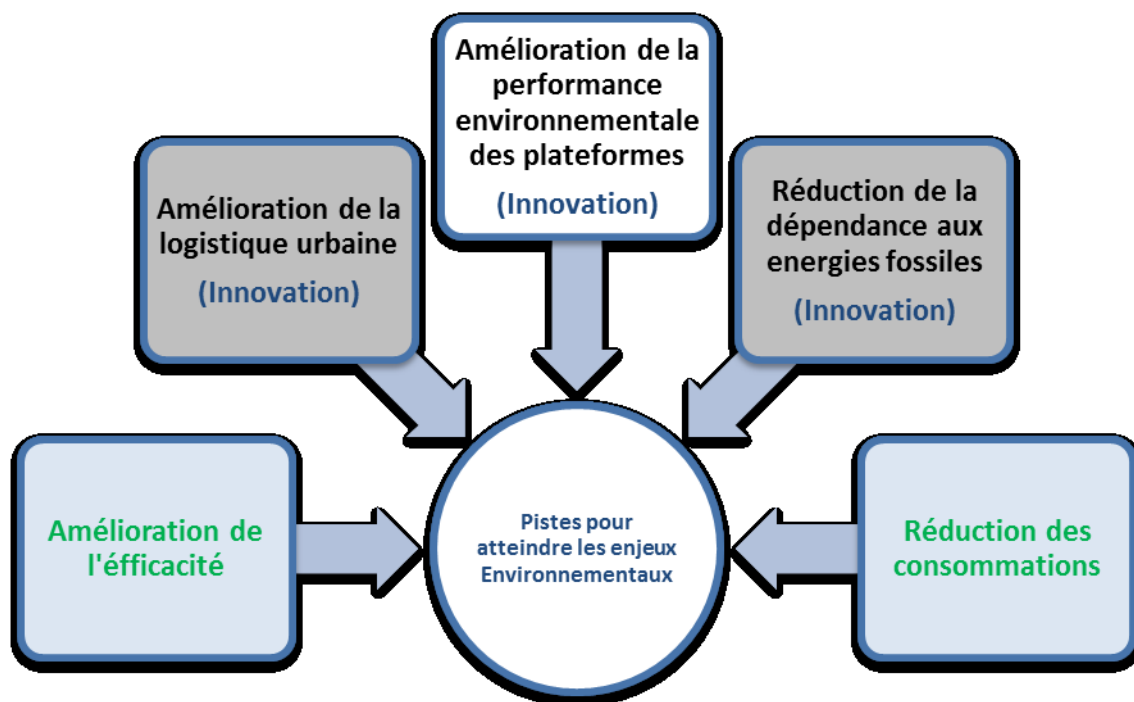 Amélioration de la
performance
environnementale
des plateformes
(Innovation)
Amélioration de la
logistique urbaine
(Innovation)
Réduction de la
dépendance aux
energies fossiles
(Innovation)
Amélioration de
l'éfficacité
Pistes pour
atteindre les enjeux
Environnementaux
Réduction des
consommations